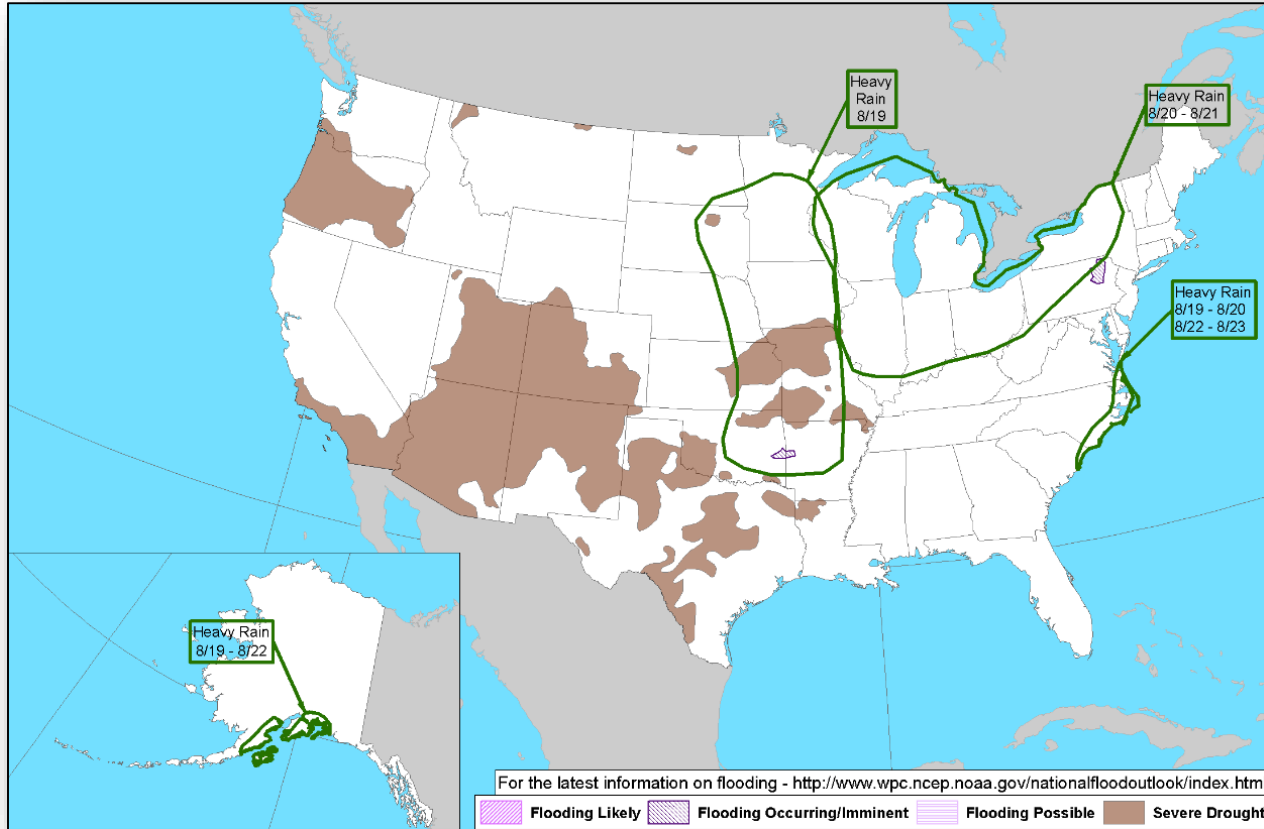 Heavy
Rain
8/19
Heavy Rain
8/20 - 8/21
Heavy Rain
8/19 - 8/20
8/22 - 8/23
Heavy Rain
8/19 - 8/22
For the latest information on flooding - http://www.wpc.ncep.noaa.gov/nationalfloodoutlook/index.htm
Flooding Likely Flooding Occurring/Imminent Flooding Possible Severe Drought